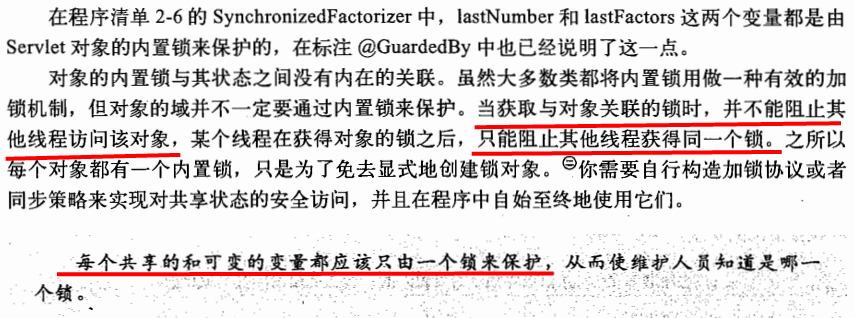 在程序清单 2-6 的 SynchronizedFactorizer 中，lastNumber 和 lastFactors 这两个变量都是由
Servlet 对象的内置锁来保护的，在标注 @GuardedBy 中也已经说明了这一点。
对象的内置锁与其状态之间没有内在的关联。虽然大多数类都将内置锁用做一种有效的加
锁机制，但对象的域并不一定要通过内置锁来保护。当获取与对象关联的锁时，并不能阻止其
他线程访问该对象，某个线程在获得对象的锁之后，只能阻止其他线程获得同一个锁。之所以
每个对象都有一个内置锁，只是为了免去显式地创建锁对象。㊀你需要自行构造加锁协议或者
同步策略来实现对共享状态的安全访问，并且在程序中自始至终地使用它们。
每个共享的和可变的变量都应该只由一个锁来保护，从而使维护人员知道是哪一
个锁。